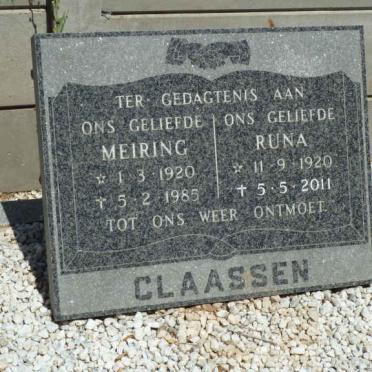 TER GEDAGTENIS AAN
ONS GELIEFDE ONS GELIEFDE
MEIRING RUNA
☆ 1·3·1920 ☆ 11·9·1920
✝ 5·2·1985 ✝ 5·5·2011
TOT ONS WEER ONTMOET
CLAASSEN